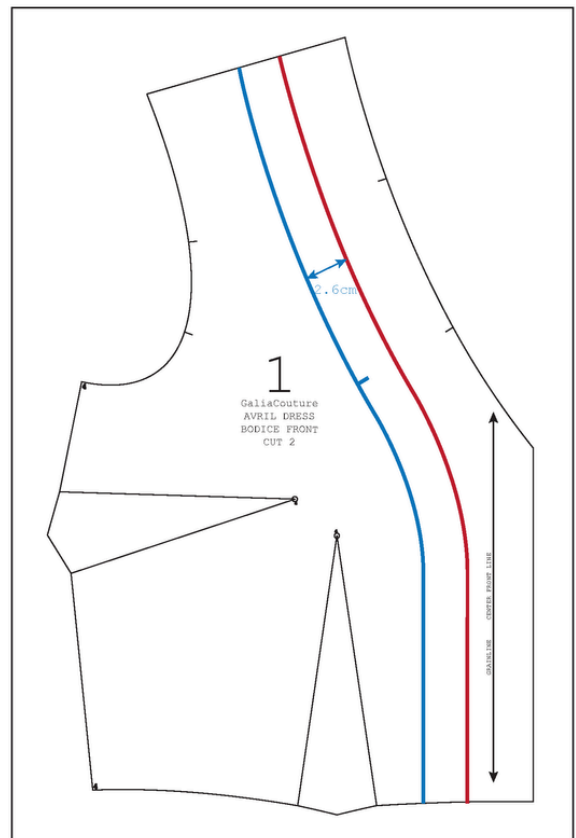 2.6cm
1
GaliaCouture
AVRIL DRESS
BODICE FRONT
CUT 2
GRAINLINE CENTER FRONT LINE